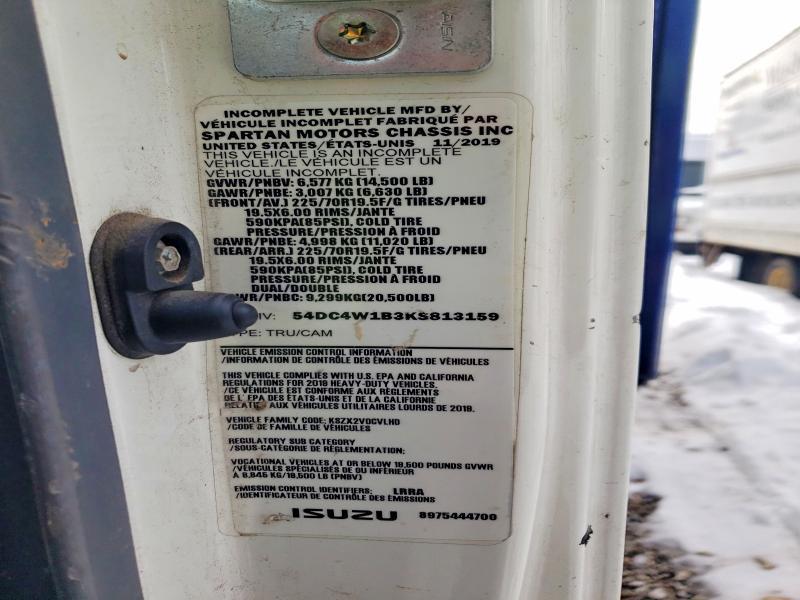 AISIN
INCOMPLETE VEHICLE MFD BY/
VÉHICULE INCOMPLET FABRIQUÉ PAR
SPARTAN MOTORS CHASSIS INC
UNITED STATES/ÉTATS-UNIS 11/2019
THIS VEHICLE IS AN INCOMPLETE
VEHICLE./LE VÉHICULE EST UN
VÉHICULE INCOMPLET.
GVWR/PNBV: 6,577 KG (14,500 LB)
GAWR/PNBE: 3,007 KG (6,630 LB)
(FRONT/AV.) 225/70R19.5F/G TIRES/PNEU
19.5X6.00 RIMS/JANTE
590KPA(85PSI), COLD TIRE
PRESSURE/PRESSION À FROID
GAWR/PNBE: 4,998 KG (11,020 LB)
(REAR/ARR.) 225/70R19.5F/G TIRES/PNEU
19.5X6.00 RIMS/JANTE
590KPA(85PSI), COLD TIRE
PRESSURE/PRESSION À FROID
DUAL/DOUBLE
WR/PNBC: 9,299KG(20,500LB)
IV: 54DC4W1B3KS813159
PE: TRU/CAM
VEHICLE EMISSION CONTROL INFORMATION
/INFORMATION DE CONTRÔLE DES ÉMISSIONS DE VÉHICULES
THIS VEHICLE COMPLIES WITH U.S. EPA AND CALIFORNIA
REGULATIONS FOR 2019 HEAVY-DUTY VEHICLES.
/CE VÉHICULE EST CONFORME AUX RÈGLEMENTS
DE L' EPA DES ÉTATS-UNIS ET DE LA CALIFORNIE
RELATIF AUX VÉHICULES UTILITAIRES LOURDS DE 2019.
VEHICLE FAMILY CODE: KSZX2VOCVLHD
/CODE DE FAMILLE DE VÉHICULES
REGULATORY SUB CATEGORY
/SOUS-CATÉGORIE DE RÉGLEMENTATION:
VOCATIONAL VEHICLES AT OR BELOW 19,500 POUNDS GVWR
/VÉHICULES SPÉCIALISÉS DE OU INFÉRIEUR
À 8,845 KG/19,500 LB (PNBV)
EMISSION CONTROL IDENTIFIERS: LRRA
/IDENTIFICATEUR DE CONTRÔLE DES ÉMISSIONS
ISUZU 8975444700